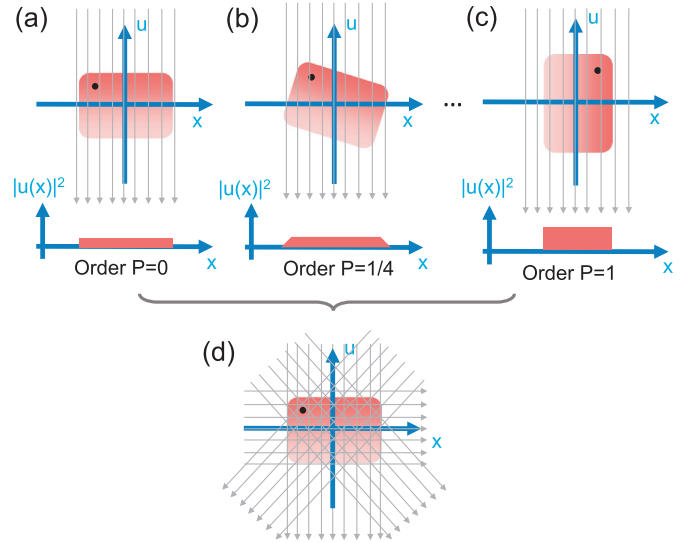 (a)
u
x
|u(x)|²
x
Order P=0
(b)
u
x
|u(x)|²
x
Order P=1/4
...
(c)
u
x
|u(x)|²
x
Order P=1
(d)
u
x